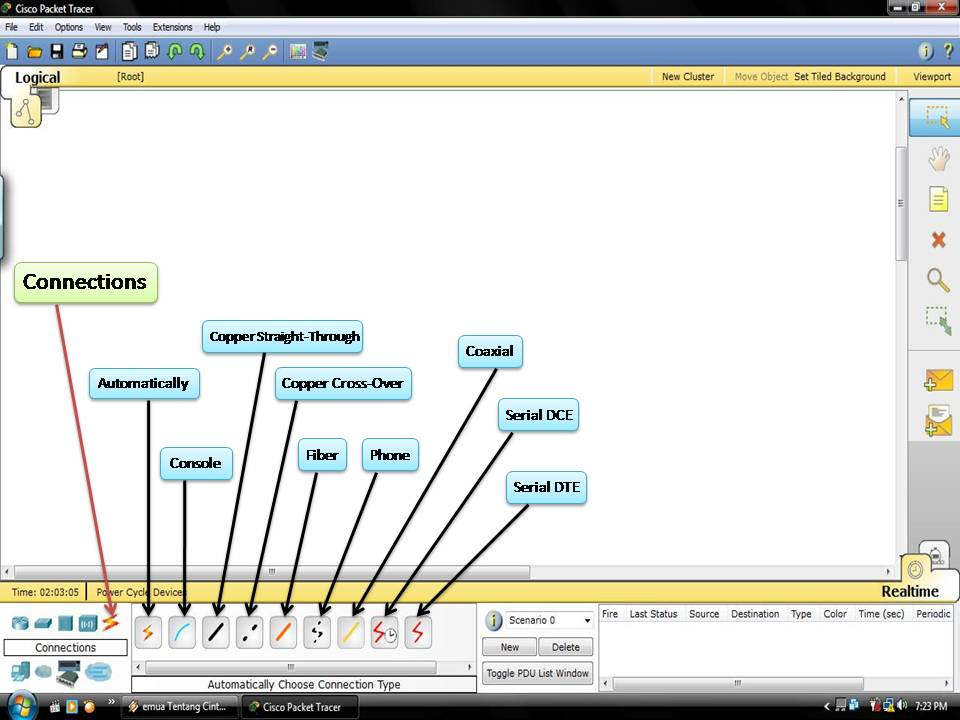 Cisco Packet Tracer
File Edit Options View Tools Extensions Help
Logical [Root] New Cluster Move Object Set Tiled Background Viewport
Connections
Copper Straight-Through
Coaxial
Automatically
Copper Cross-Over
Serial DCE
Console
Fiber
Phone
Serial DTE
Time: 02:03:05 Power Cycle Devices
Realtime
Connections
Automatically Choose Connection Type
Scenario 0
New Delete
Toggle PDU List Window
Fire Last Status Source Destination Type Color Time (sec) Periodic
emua Tentang Cint... Cisco Packet Tracer 7:23 PM